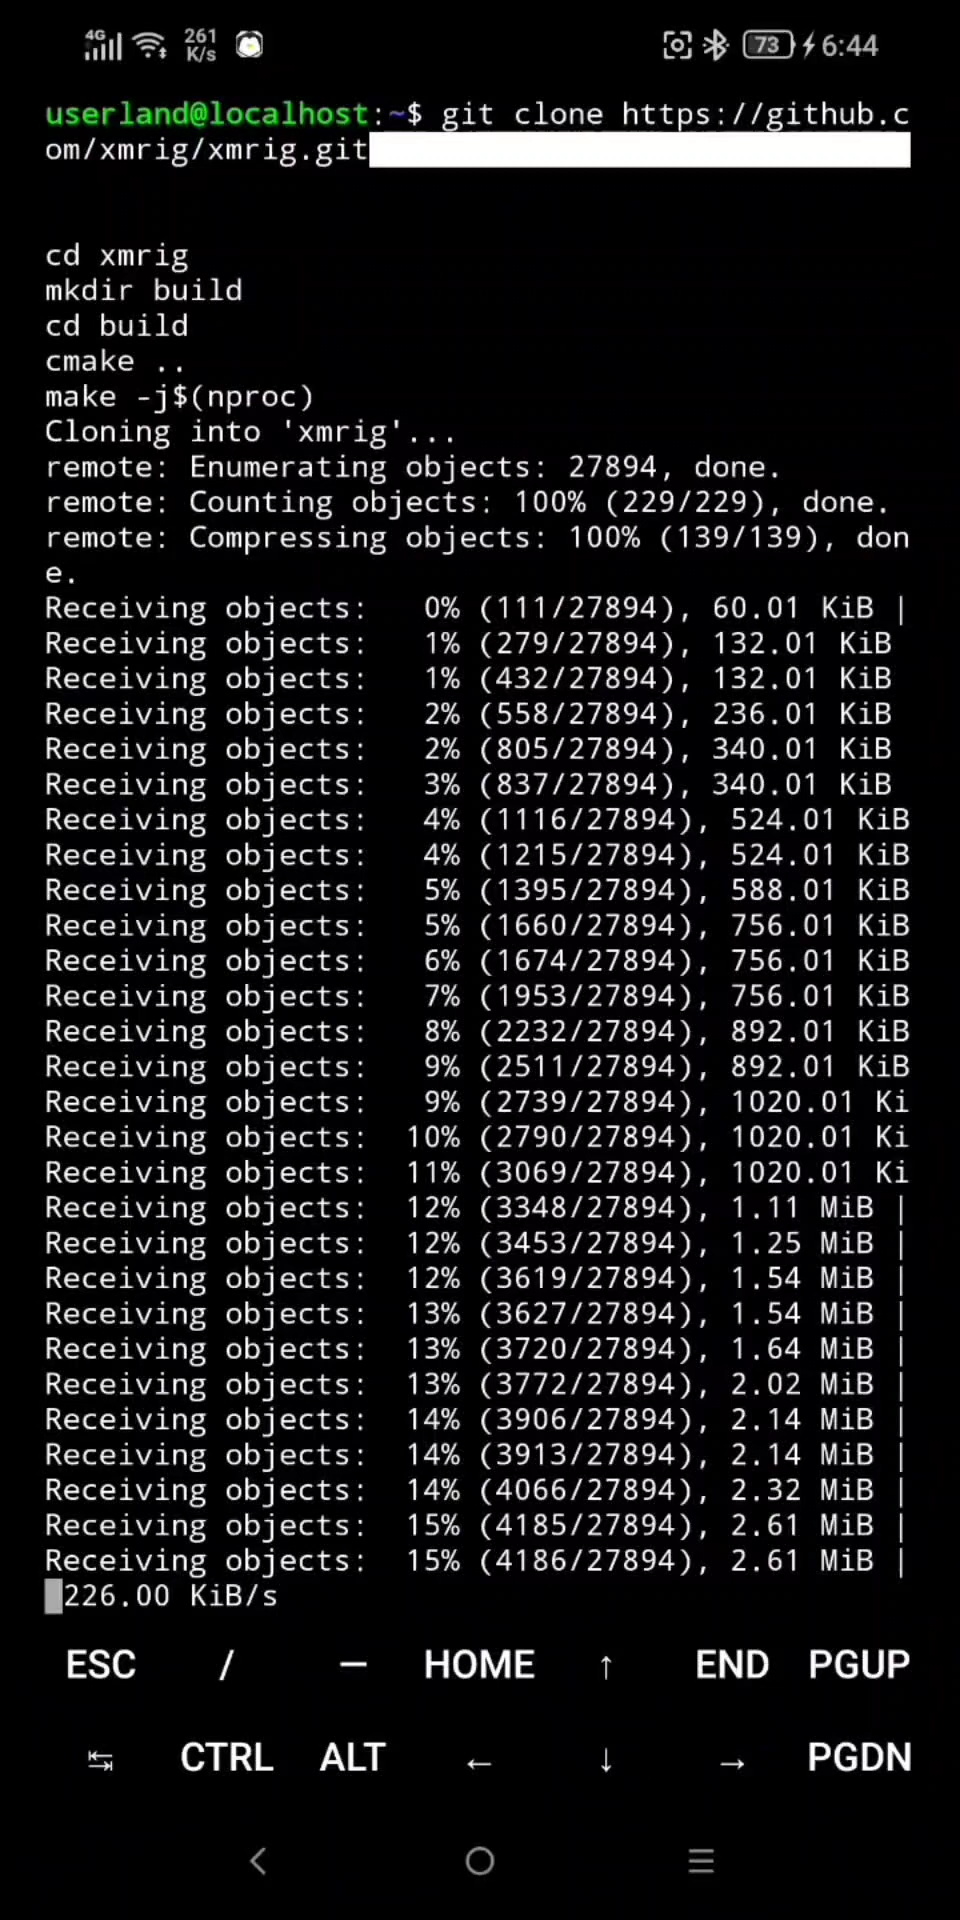 4G 261 K/s 73 6:44
userland@localhost:~$ git clone https://github.c
om/xmrig/xmrig.git
cd xmrig
mkdir build
cd build
cmake ..
make -j$(nproc)
Cloning into 'xmrig'...
remote: Enumerating objects: 27894, done.
remote: Counting objects: 100% (229/229), done.
remote: Compressing objects: 100% (139/139), don
e.
Receiving objects:   0% (111/27894), 60.01 KiB |
Receiving objects:   1% (279/27894), 132.01 KiB
Receiving objects:   1% (432/27894), 132.01 KiB
Receiving objects:   2% (558/27894), 236.01 KiB
Receiving objects:   2% (805/27894), 340.01 KiB
Receiving objects:   3% (837/27894), 340.01 KiB
Receiving objects:   4% (1116/27894), 524.01 KiB
Receiving objects:   4% (1215/27894), 524.01 KiB
Receiving objects:   5% (1395/27894), 588.01 KiB
Receiving objects:   5% (1660/27894), 756.01 KiB
Receiving objects:   6% (1674/27894), 756.01 KiB
Receiving objects:   7% (1953/27894), 756.01 KiB
Receiving objects:   8% (2232/27894), 892.01 KiB
Receiving objects:   9% (2511/27894), 892.01 KiB
Receiving objects:   9% (2739/27894), 1020.01 Ki
Receiving objects:  10% (2790/27894), 1020.01 Ki
Receiving objects:  11% (3069/27894), 1020.01 Ki
Receiving objects:  12% (3348/27894), 1.11 MiB |
Receiving objects:  12% (3453/27894), 1.25 MiB |
Receiving objects:  12% (3619/27894), 1.54 MiB |
Receiving objects:  13% (3627/27894), 1.54 MiB |
Receiving objects:  13% (3720/27894), 1.64 MiB |
Receiving objects:  13% (3772/27894), 2.02 MiB |
Receiving objects:  14% (3906/27894), 2.14 MiB |
Receiving objects:  14% (3913/27894), 2.14 MiB |
Receiving objects:  14% (4066/27894), 2.32 MiB |
Receiving objects:  15% (4185/27894), 2.61 MiB |
Receiving objects:  15% (4186/27894), 2.61 MiB |
226.00 KiB/s
ESC / — HOME ↑ END PGUP
↹ CTRL ALT ← ↓ → PGDN